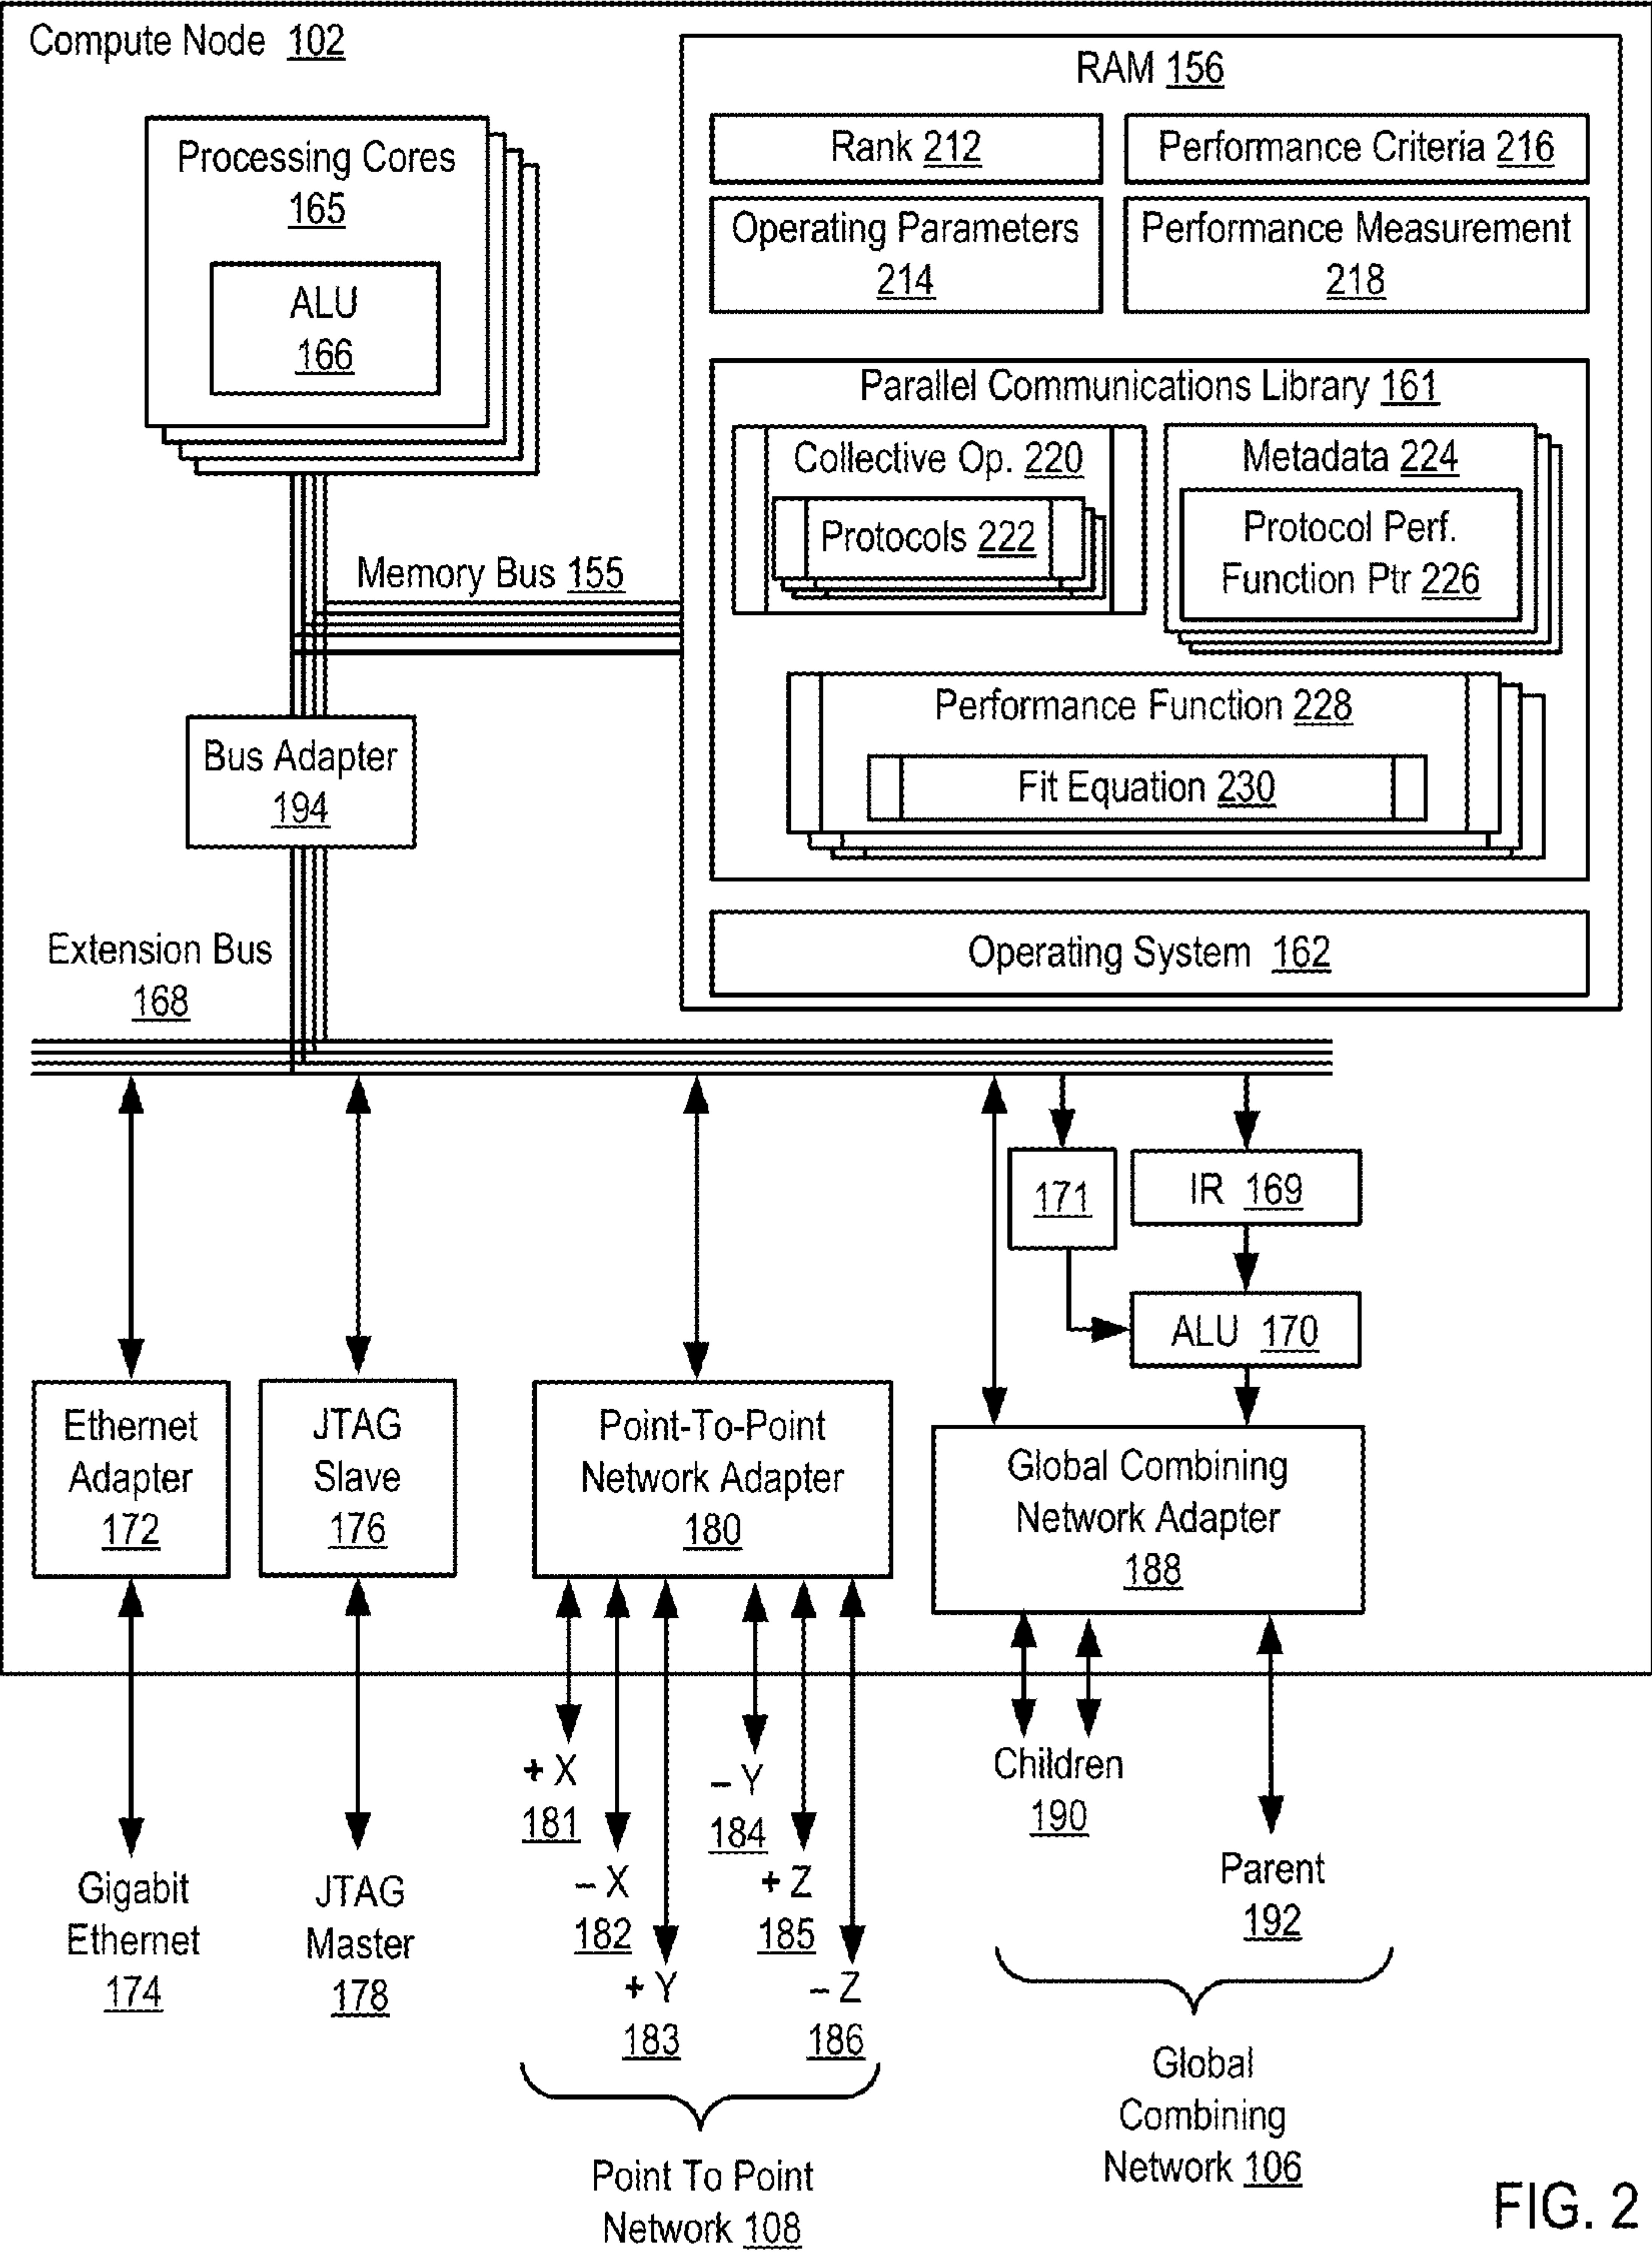 Compute Node 102
Processing Cores
165
ALU
166
RAM 156
Rank 212
Performance Criteria 216
Operating Parameters
214
Performance Measurement
218
Parallel Communications Library 161
Collective Op. 220
Protocols 222
Metadata 224
Protocol Perf.
Function Ptr 226
Performance Function 228
Fit Equation 230
Operating System 162
Memory Bus 155
Bus Adapter
194
Extension Bus
168
171
IR 169
ALU 170
Ethernet
Adapter
172
JTAG
Slave
176
Point-To-Point
Network Adapter
180
Global Combining
Network Adapter
188
Gigabit
Ethernet
174
JTAG
Master
178
+ X
181
– X
182
+ Y
183
– Y
184
+ Z
185
– Z
186
Point To Point
Network 108
Children
190
Parent
192
Global
Combining
Network 106
FIG. 2